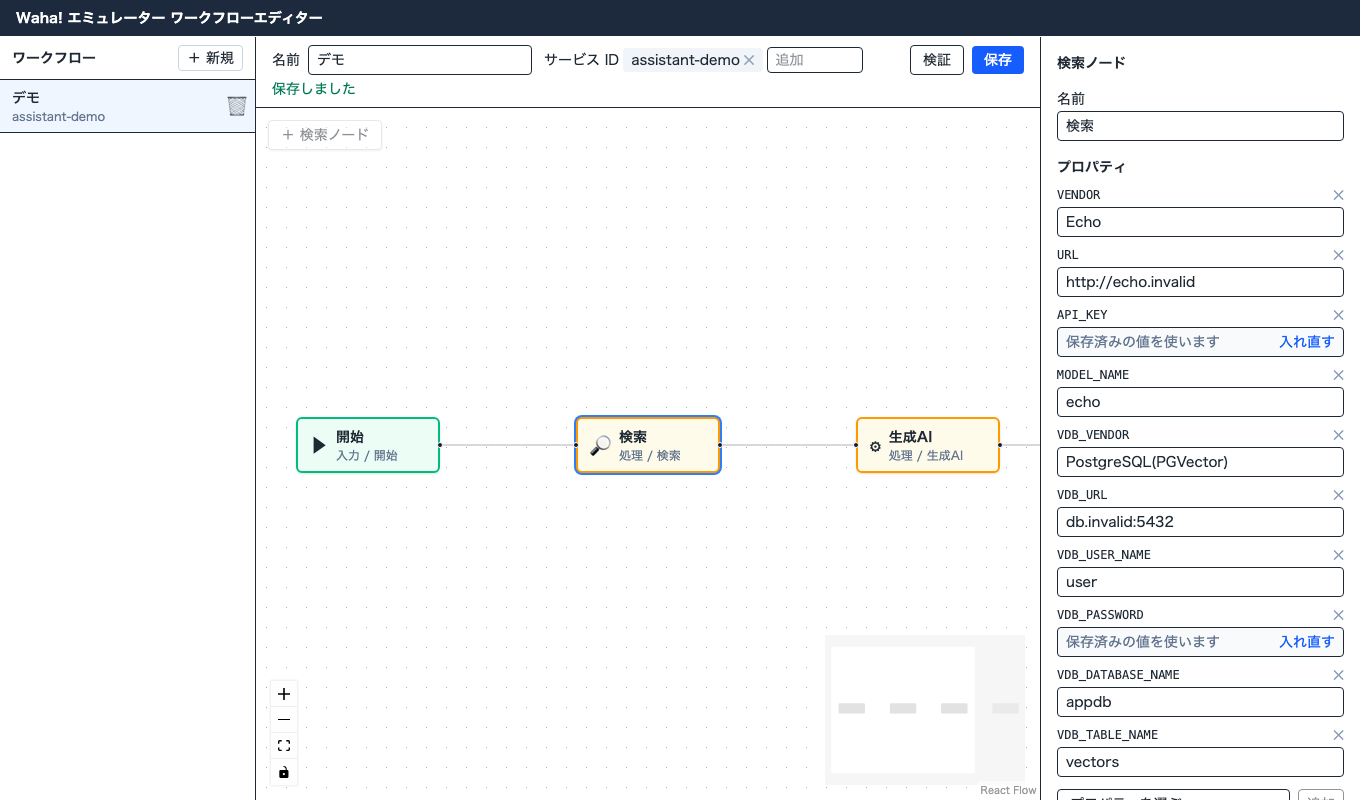 Waha! エミュレーター ワークフローエディター
ワークフロー
+ 新規
デモ
assistant-demo
名前
デモ
サービス ID
assistant-demo ×
追加
検証
保存
保存しました
+ 検索ノード
開始
入力 / 開始
検索
処理 / 検索
生成AI
処理 / 生成AI
React Flow
検索ノード
名前
検索
プロパティ
VENDOR
Echo
URL
http://echo.invalid
API_KEY
保存済みの値を使います 入れ直す
MODEL_NAME
echo
VDB_VENDOR
PostgreSQL(PGVector)
VDB_URL
db.invalid:5432
VDB_USER_NAME
user
VDB_PASSWORD
保存済みの値を使います 入れ直す
VDB_DATABASE_NAME
appdb
VDB_TABLE_NAME
vectors